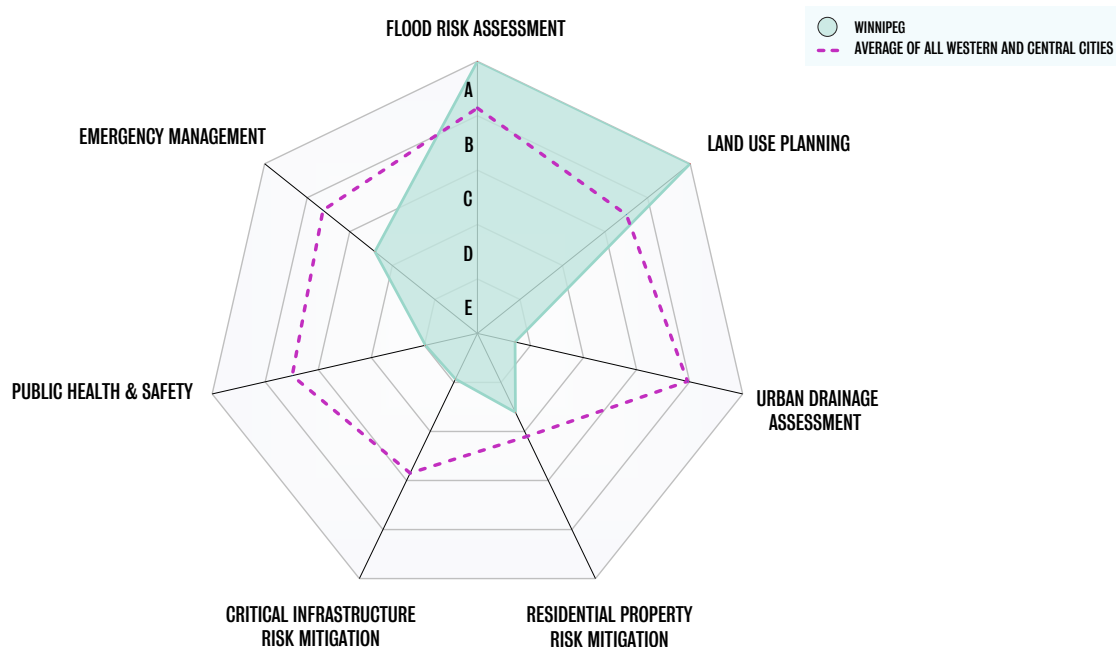 FLOOD RISK ASSESSMENT
WINNIPEG
AVERAGE OF ALL WESTERN AND CENTRAL CITIES
A
EMERGENCY MANAGEMENT
LAND USE PLANNING
B
C
D
E
PUBLIC HEALTH & SAFETY
URBAN DRAINAGE
ASSESSMENT
CRITICAL INFRASTRUCTURE
RISK MITIGATION
RESIDENTIAL PROPERTY
RISK MITIGATION